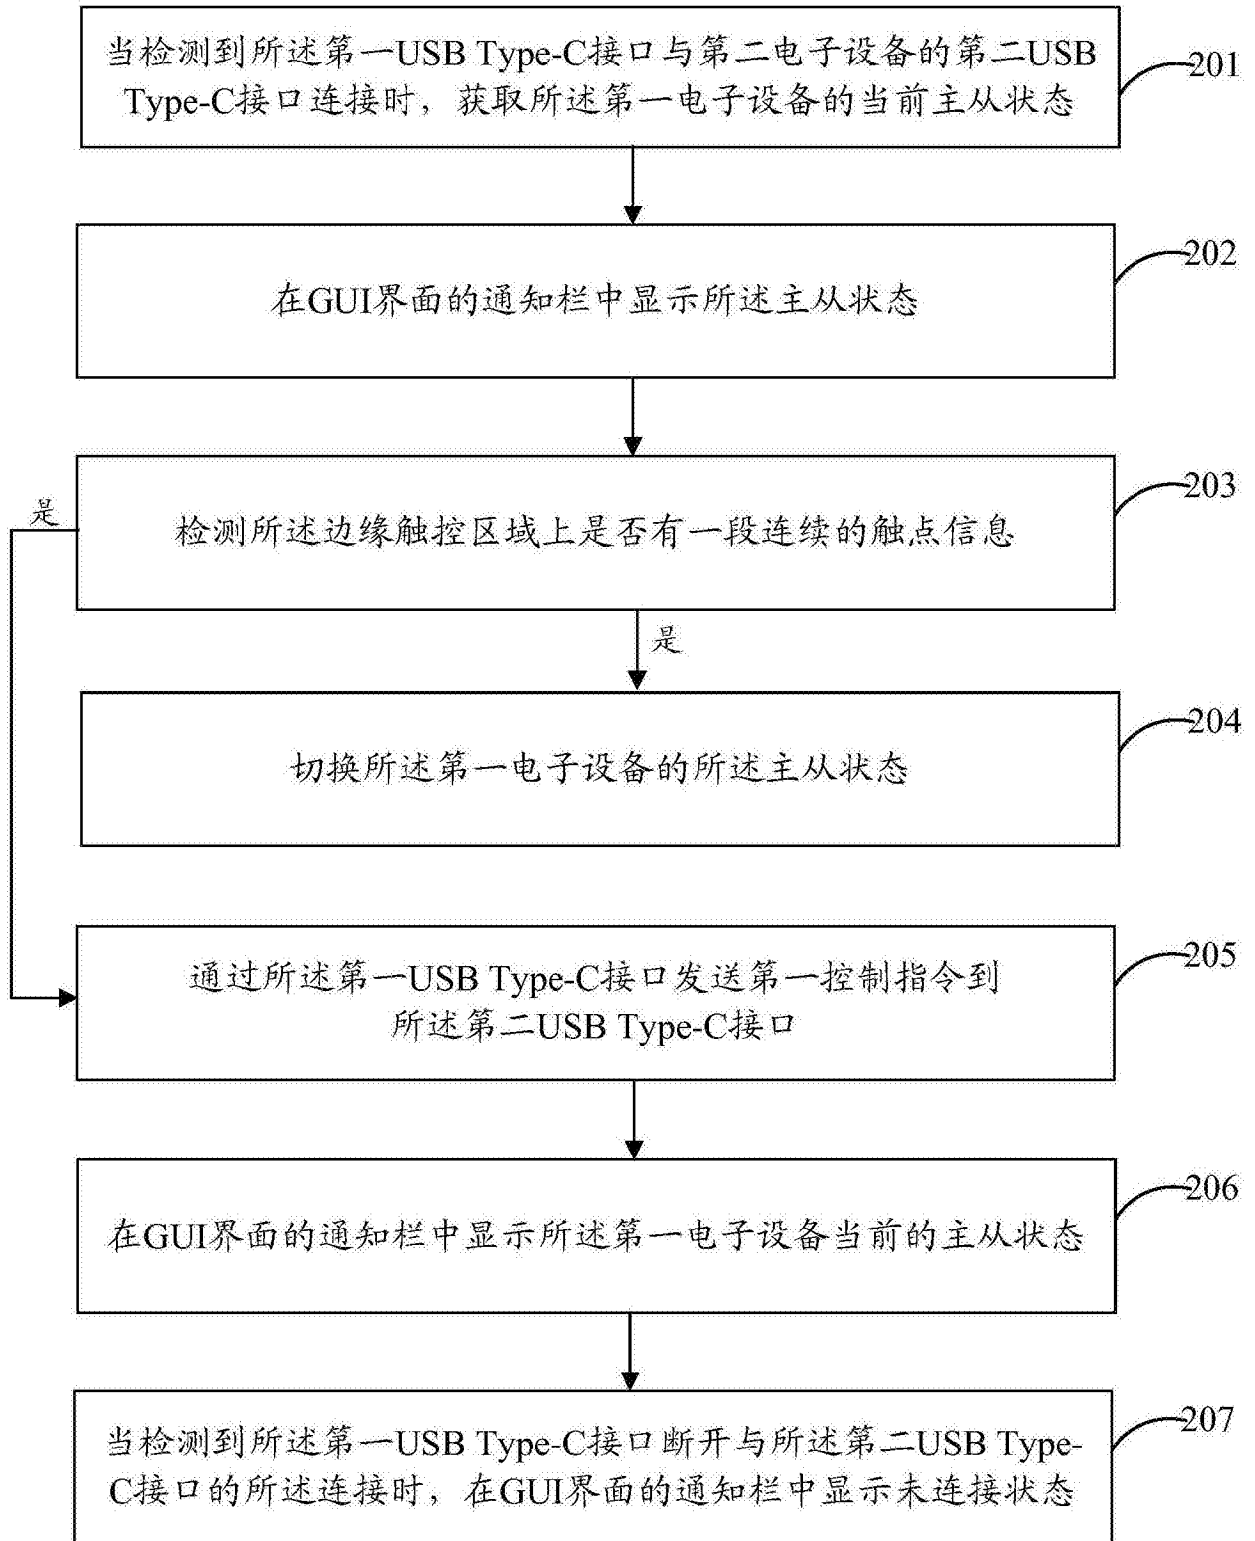 当检测到所述第一USB Type-C接口与第二电子设备的第二USB
Type-C接口连接时，获取所述第一电子设备的当前主从状态
201
在GUI界面的通知栏中显示所述主从状态
202
检测所述边缘触控区域上是否有一段连续的触点信息
203
是
是
切换所述第一电子设备的所述主从状态
204
通过所述第一USB Type-C接口发送第一控制指令到
所述第二USB Type-C接口
205
在GUI界面的通知栏中显示所述第一电子设备当前的主从状态
206
当检测到所述第一USB Type-C接口断开与所述第二USB Type-
C接口的所述连接时，在GUI界面的通知栏中显示未连接状态
207